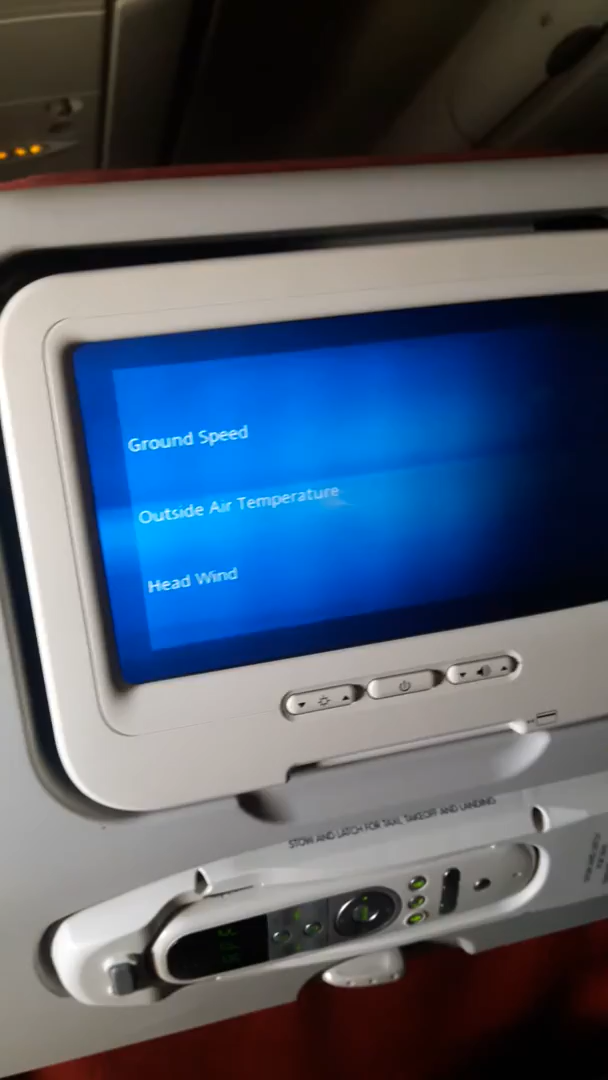 Ground Speed
Outside Air Temperature
Head Wind
STOW AND LATCH FOR TAXI, TAKEOFF AND LANDING